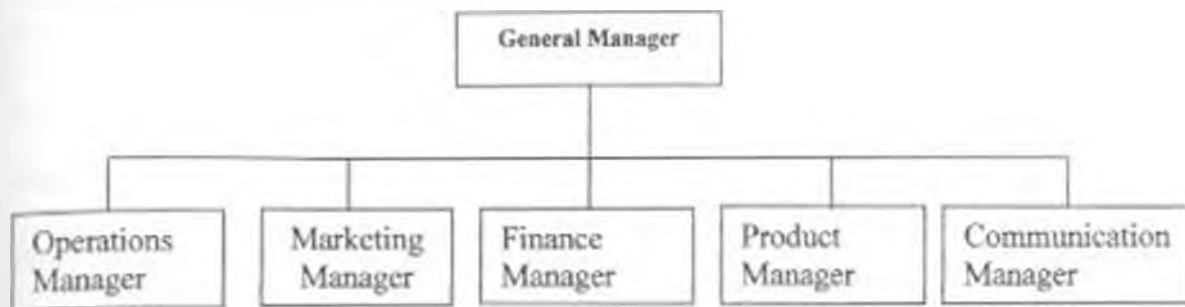 General Manager
Operations
Manager
Marketing
Manager
Finance
Manager
Product
Manager
Communication
Manager